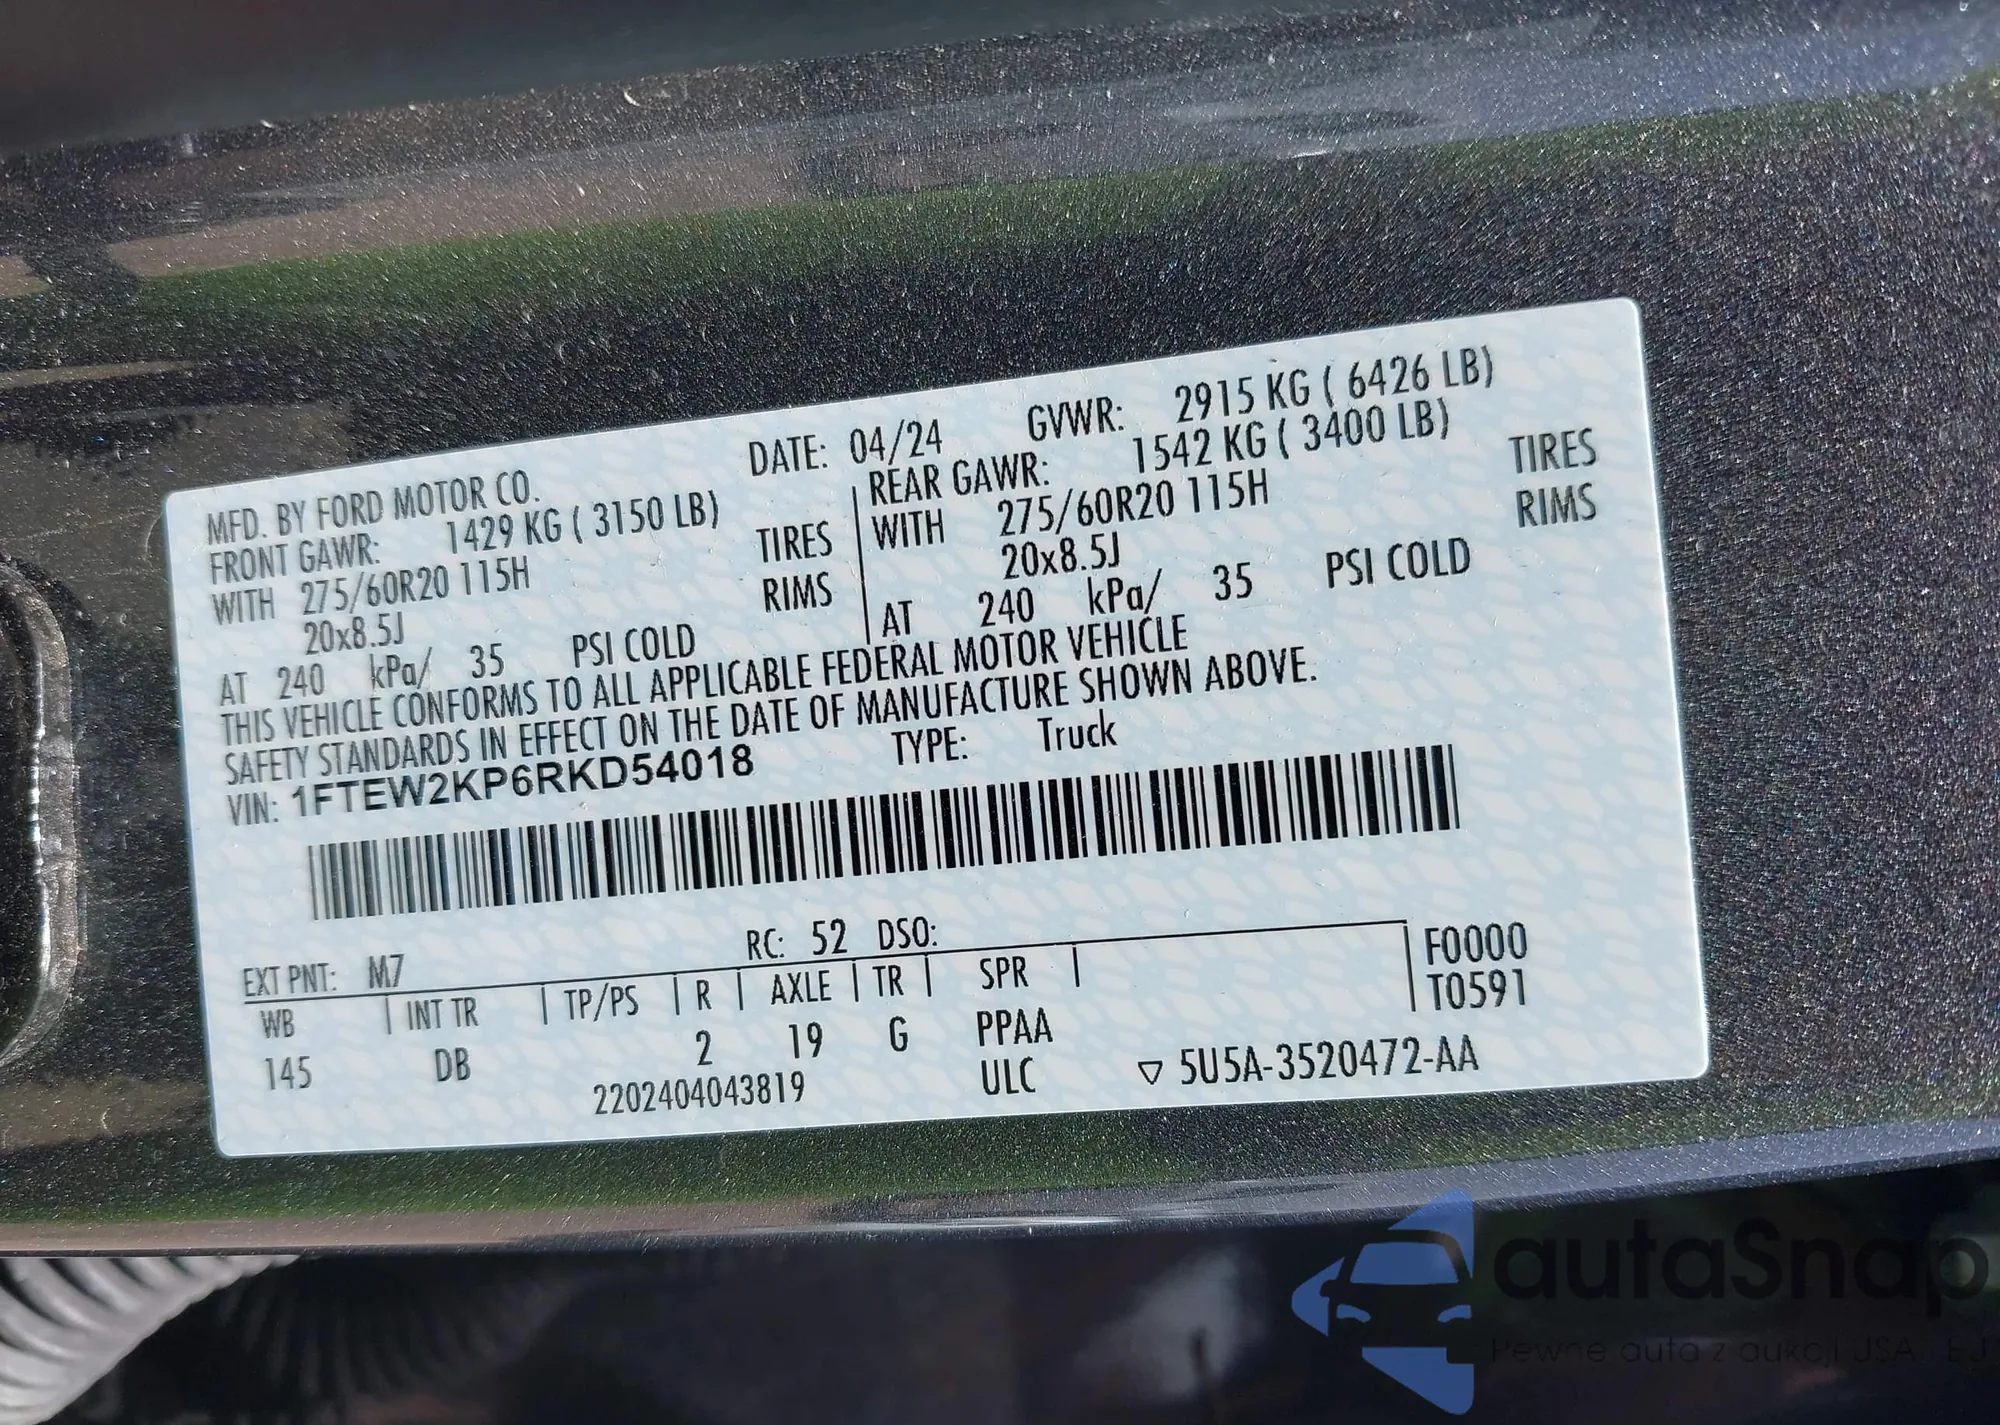 MFD. BY FORD MOTOR CO. DATE: 04/24 GVWR: 2915 KG ( 6426 LB)
FRONT GAWR: 1429 KG ( 3150 LB) REAR GAWR: 1542 KG ( 3400 LB)
WITH 275/60R20 115H TIRES WITH 275/60R20 115H TIRES
20x8.5J RIMS 20x8.5J RIMS
AT 240 kPa/ 35 PSI COLD AT 240 kPa/ 35 PSI COLD
THIS VEHICLE CONFORMS TO ALL APPLICABLE FEDERAL MOTOR VEHICLE
SAFETY STANDARDS IN EFFECT ON THE DATE OF MANUFACTURE SHOWN ABOVE.
VIN: 1FTEW2KP6RKD54018 TYPE: Truck
EXT PNT: M7 RC: 52 DSO:
WB INT TR TP/PS R AXLE TR SPR F0000
145 DB 2 19 G PPAA T0591
2202404043819 ULC ▽ 5U5A-3520472-AA
autaSnap
Pewne auta z aukcji USA i EU